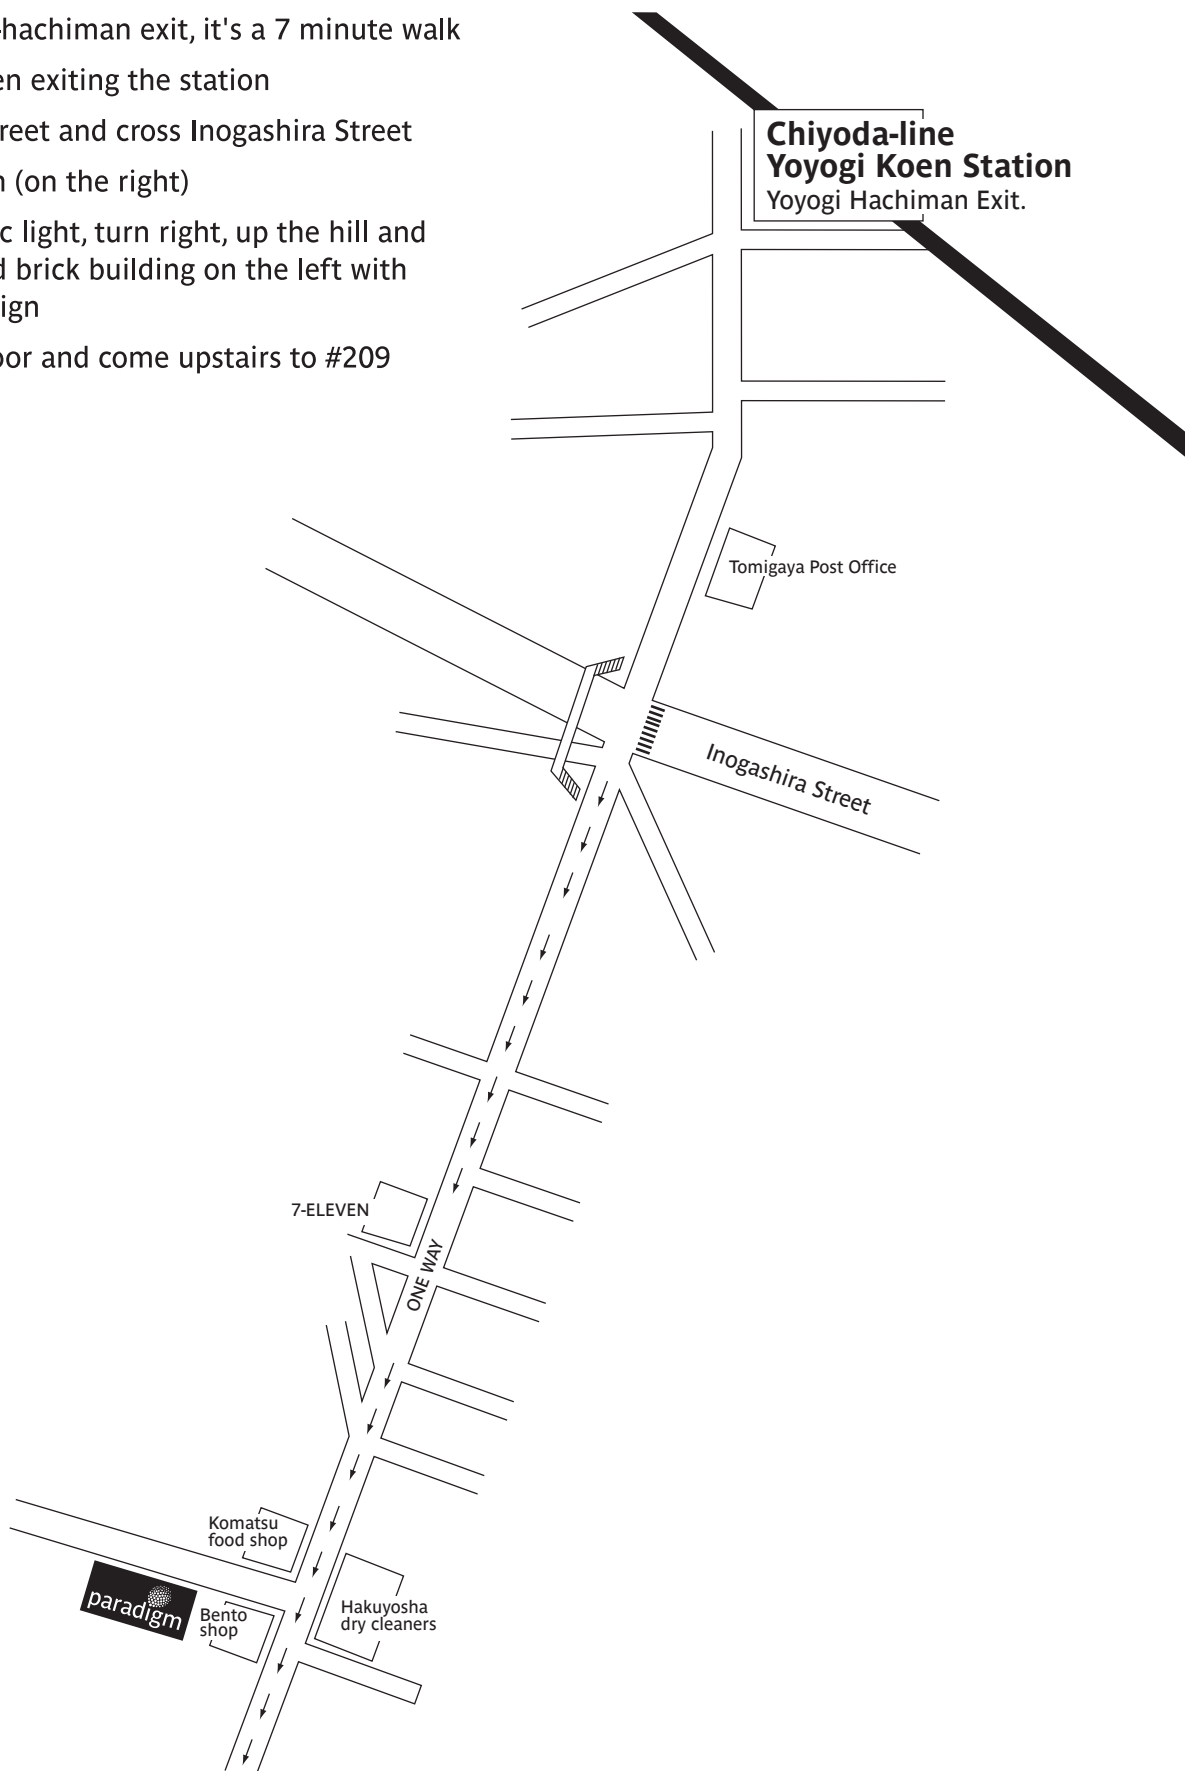 -hachiman exit, it's a 7 minute walk
en exiting the station
reet and cross Inogashira Street
n (on the right)
c light, turn right, up the hill and
d brick building on the left with
ign
oor and come upstairs to #209
Chiyoda-line
Yoyogi Koen Station
Yoyogi Hachiman Exit.
Tomigaya Post Office
Inogashira Street
7-ELEVEN
ONE WAY
Komatsu
food shop
paradigm
Bento
shop
Hakuyosha
dry cleaners